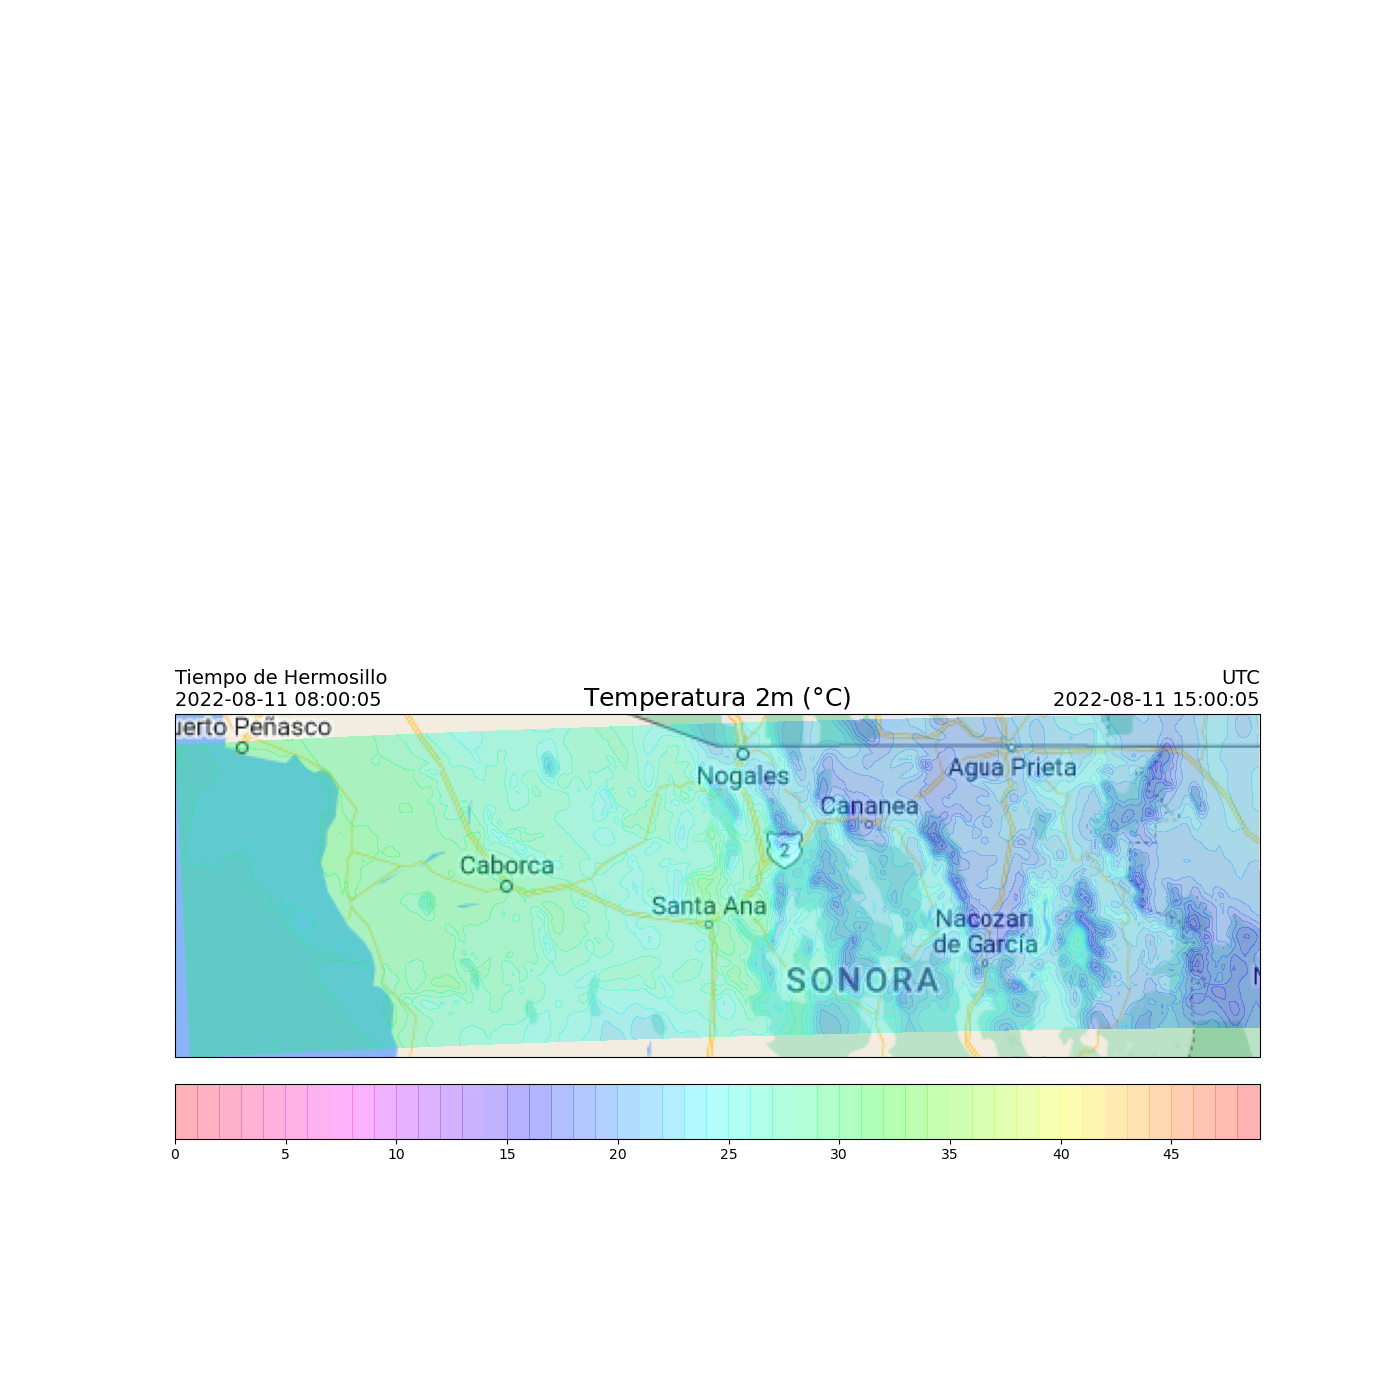 Tiempo de Hermosillo
2022-08-11 08:00:05
Temperatura 2m (°C)
UTC
2022-08-11 15:00:05
uerto Peñasco
Nogales
Agua Prieta
Cananea
2
Caborca
Santa Ana
Nacozari
de García
SONORA
0 5 10 15 20 25 30 35 40 45